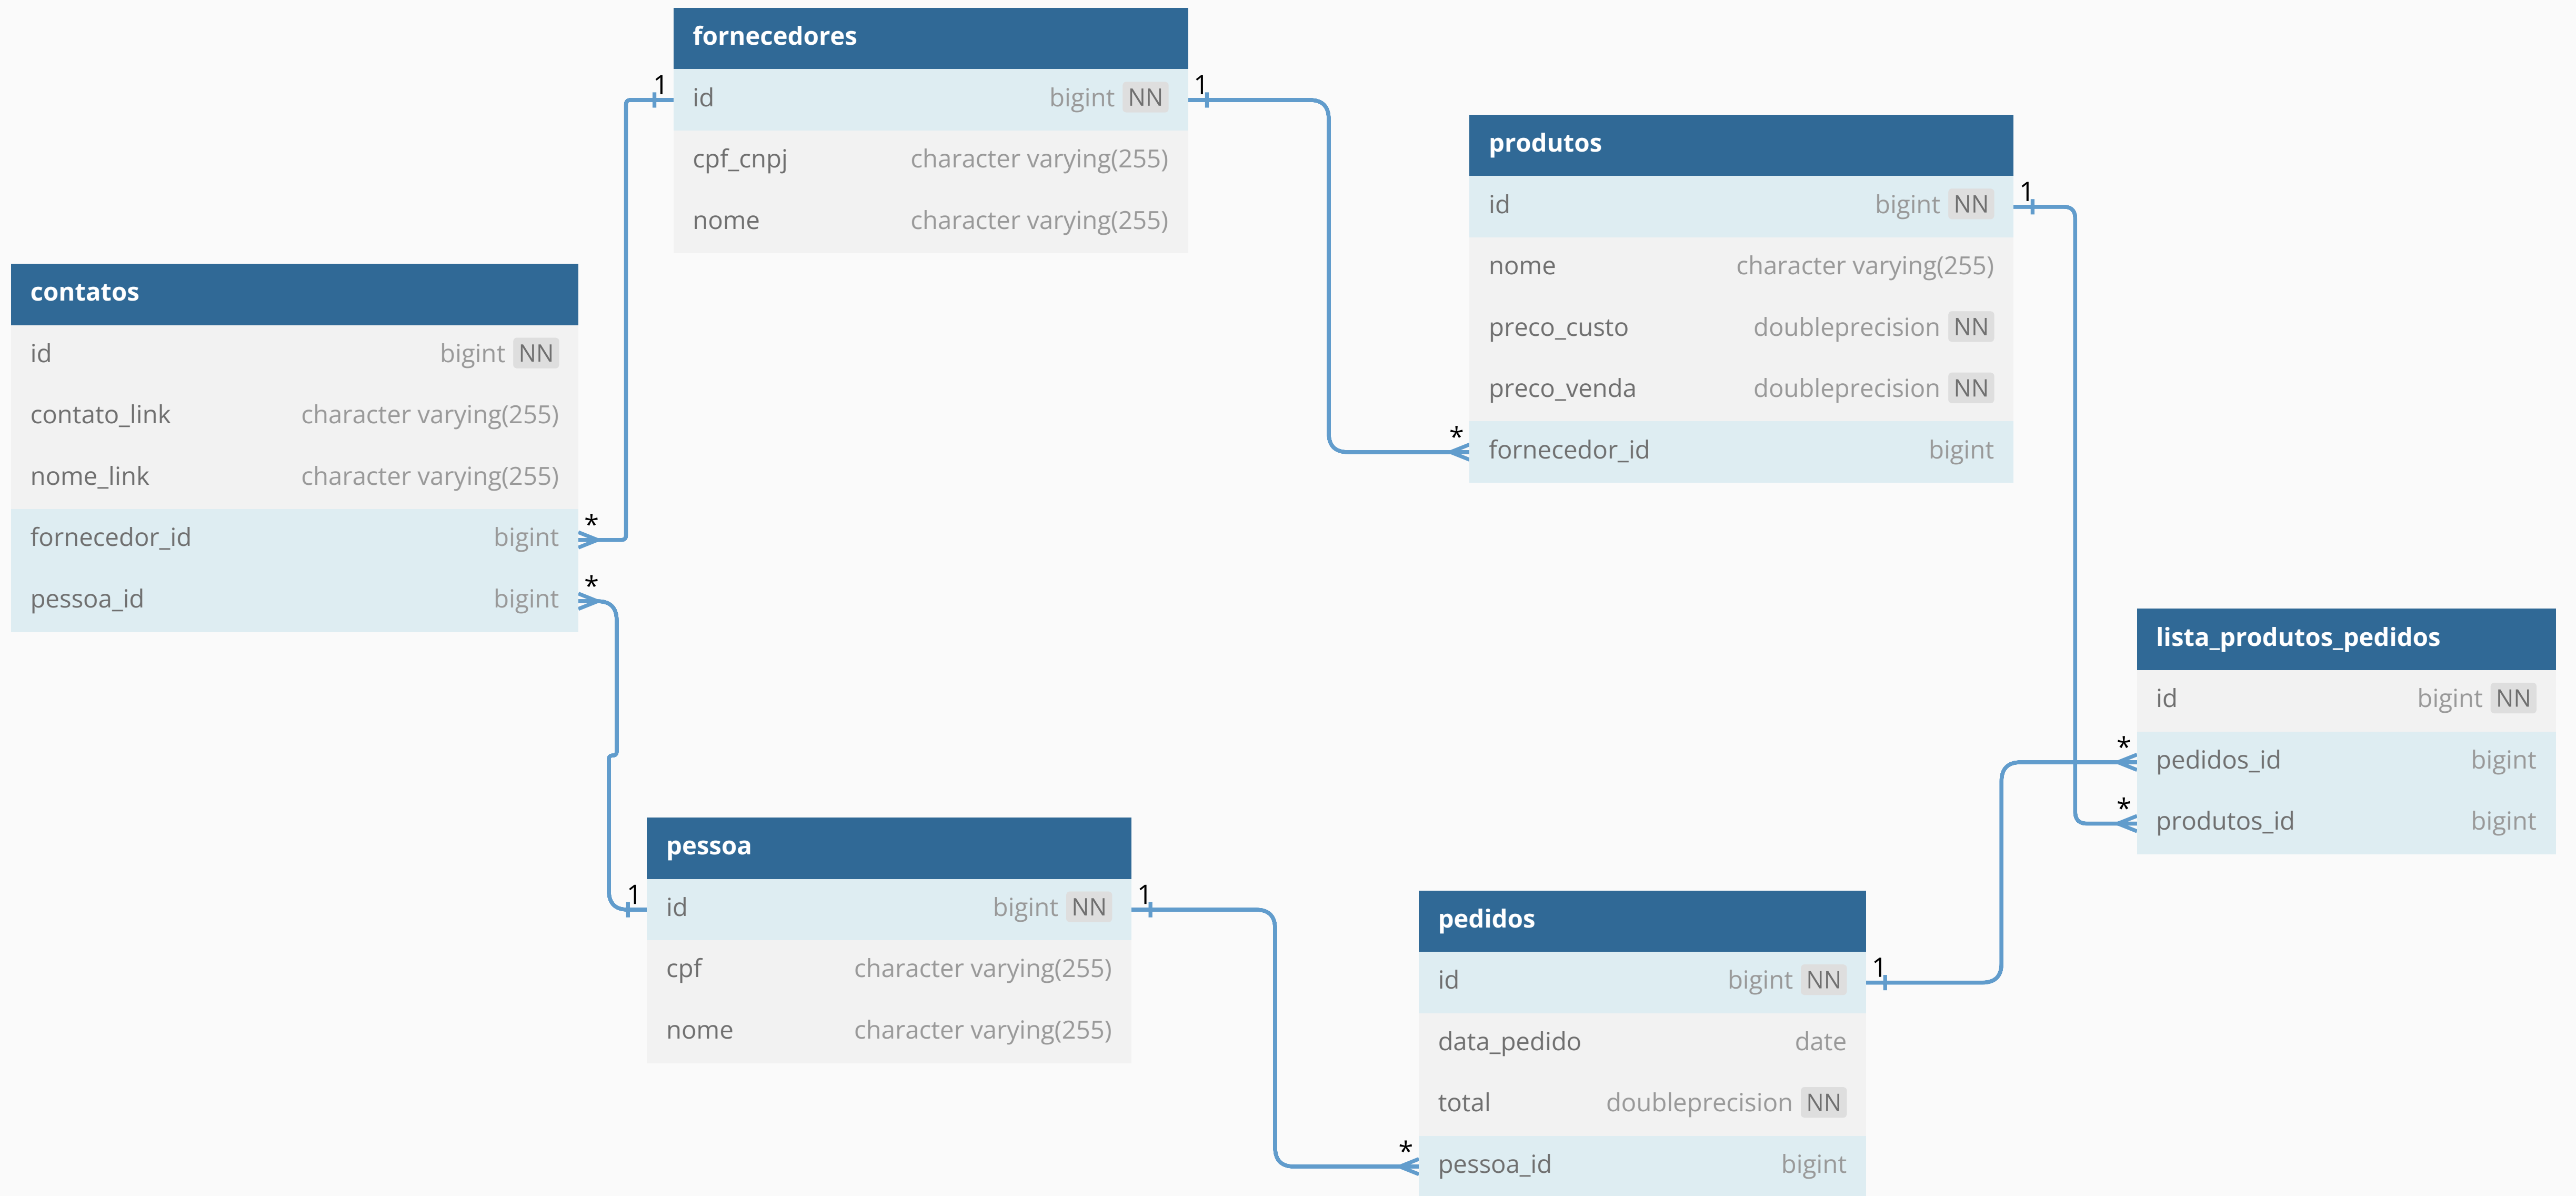 fornecedores
1 id bigint NN 1
cpf_cnpj character varying(255)
nome character varying(255)
produtos
id bigint NN 1
nome character varying(255)
preco_custo doubleprecision NN
preco_venda doubleprecision NN
* fornecedor_id bigint
contatos
id bigint NN
contato_link character varying(255)
nome_link character varying(255)
fornecedor_id bigint *
pessoa_id bigint *
lista_produtos_pedidos
id bigint NN
* pedidos_id bigint
* produtos_id bigint
pessoa
1 id bigint NN 1
cpf character varying(255)
nome character varying(255)
pedidos
id bigint NN 1
data_pedido date
total doubleprecision NN
* pessoa_id bigint